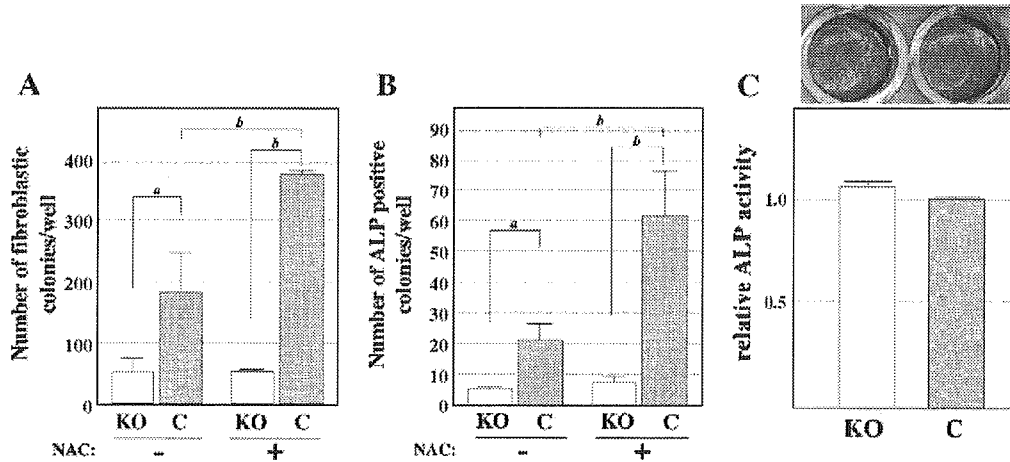 A
Number of fibroblastic
colonies/well
400
300
200
100
0
a
b
b
KO C KO C
NAC: - +
B
Number of ALP positive
colonies/well
90
80
70
60
50
40
30
20
10
0
a
b
b
KO C KO C
NAC: - +
C
relative ALP activity
1.0
0.5
KO C